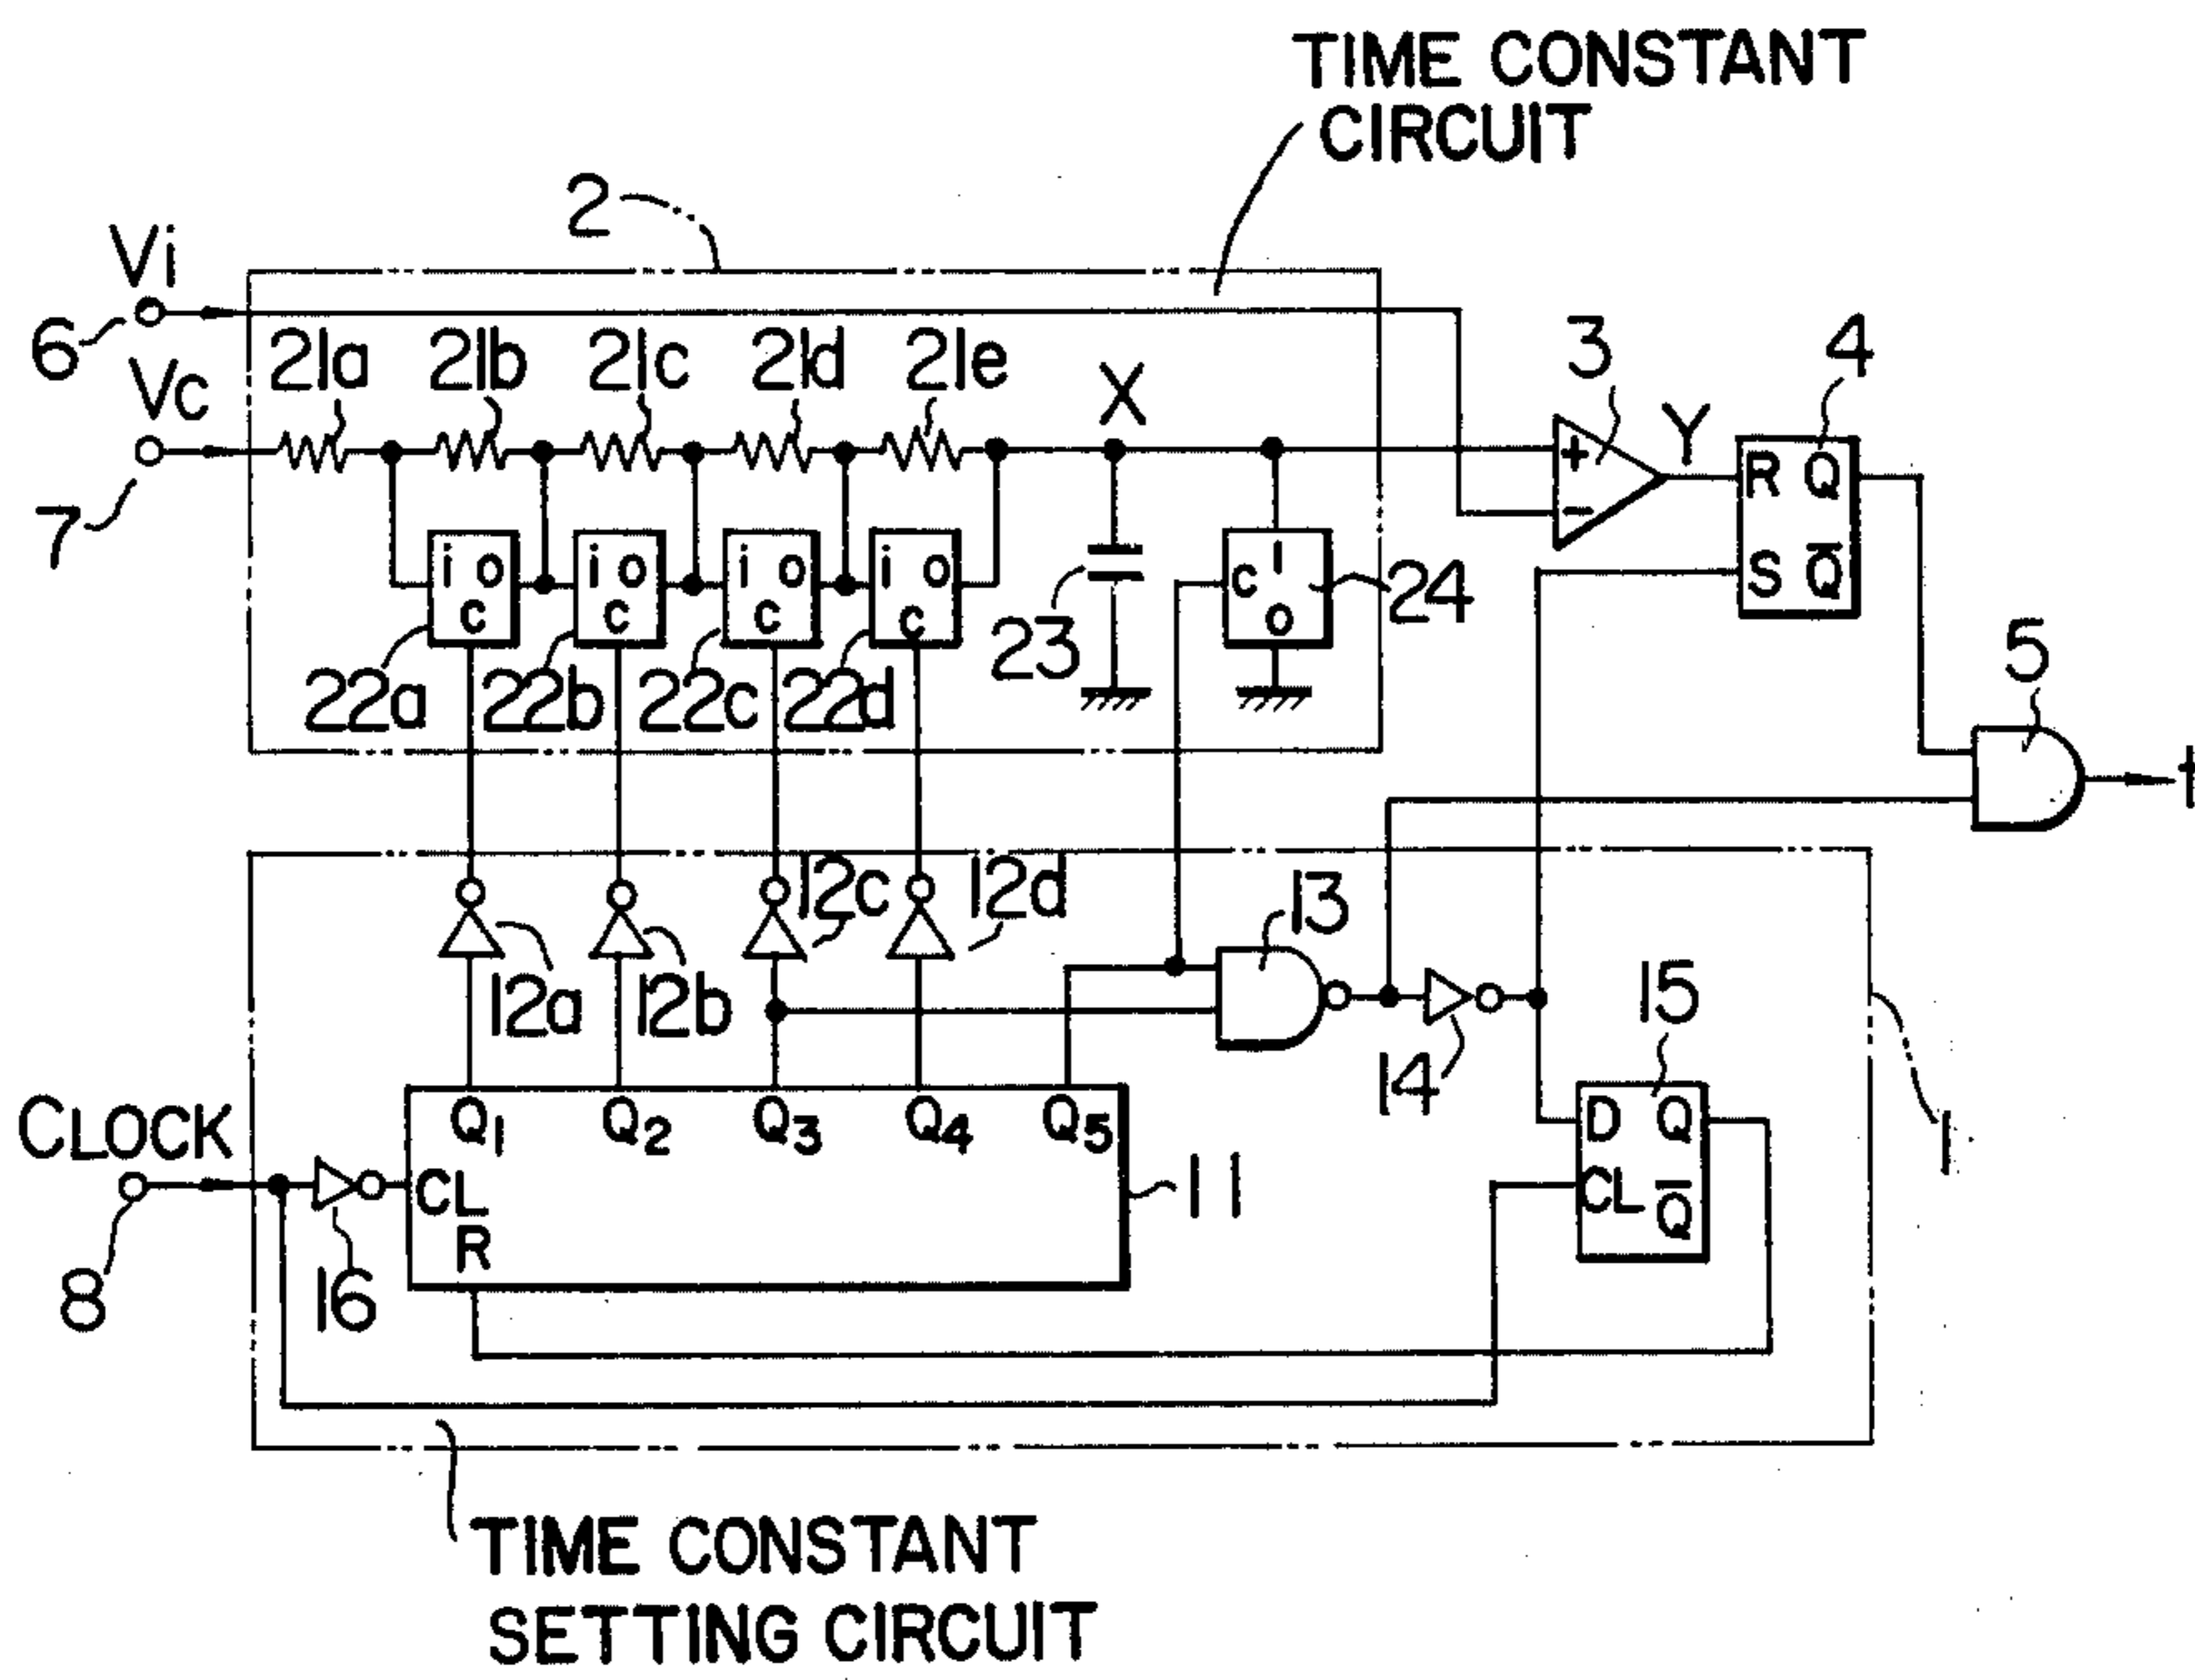 TIME CONSTANT
CIRCUIT
2
Vi
6
21a 21b 21c 21d 21e
Vc
X
3
Y
4
7
+
-
R Q
S Q̅
i o
c
i o
c
i o
c
i o
c
c I
o
24
23
22a 22b 22c 22d
5
t
12a
12b
12c
12d
13
14
15
1
Q1 Q2 Q3 Q4 Q5
D Q
CL Q̅
CLOCK
CL
R
11
8
16
TIME CONSTANT
SETTING CIRCUIT